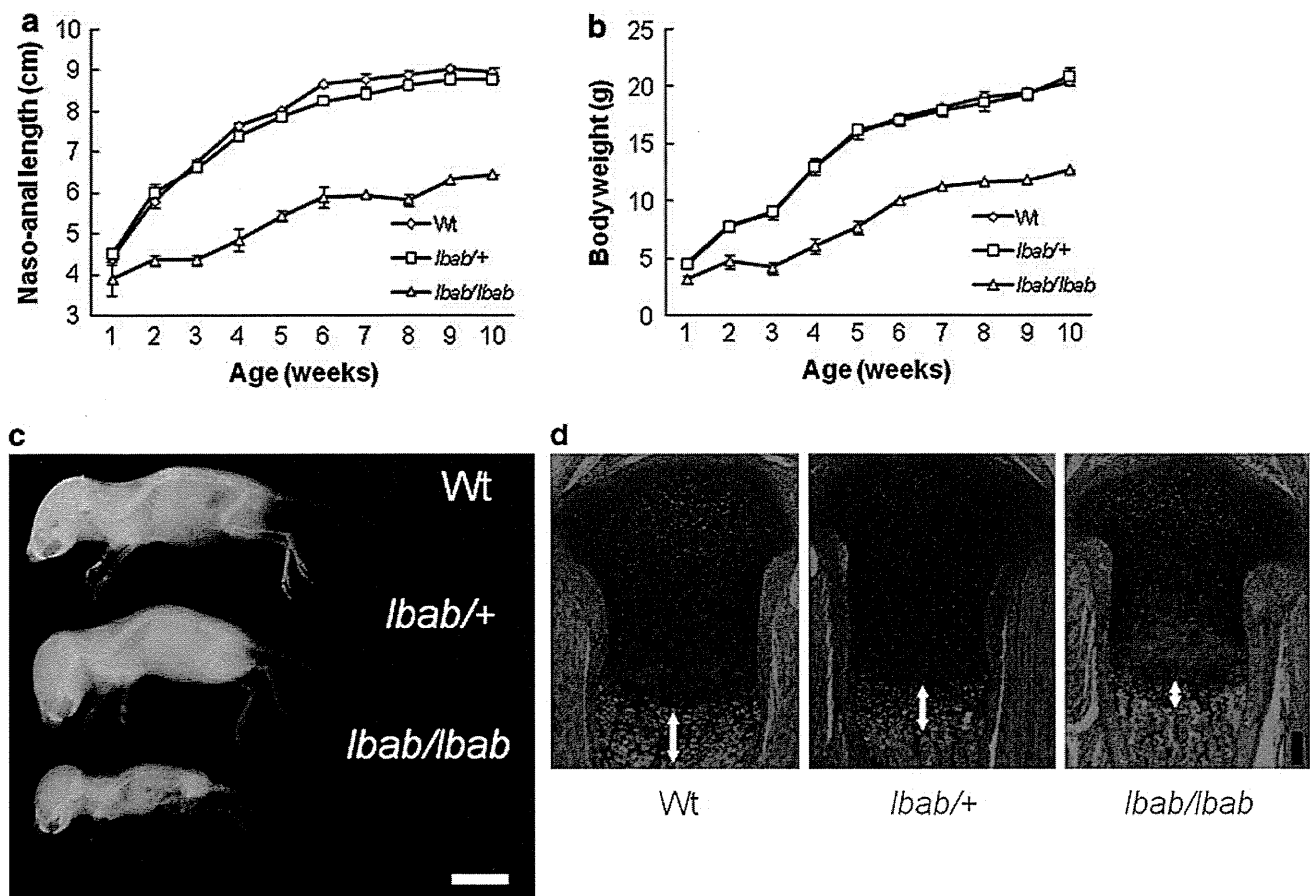 a
Naso-anal length (cm)
10
9
8
7
6
5
4
3
1 2 3 4 5 6 7 8 9 10
Age (weeks)
Wt
lbab/+
lbab/lbab
b
Bodyweight (g)
25
20
15
10
5
0
1 2 3 4 5 6 7 8 9 10
Age (weeks)
Wt
lbab/+
lbab/lbab
c
Wt
lbab/+
lbab/lbab
d
Wt
lbab/+
lbab/lbab